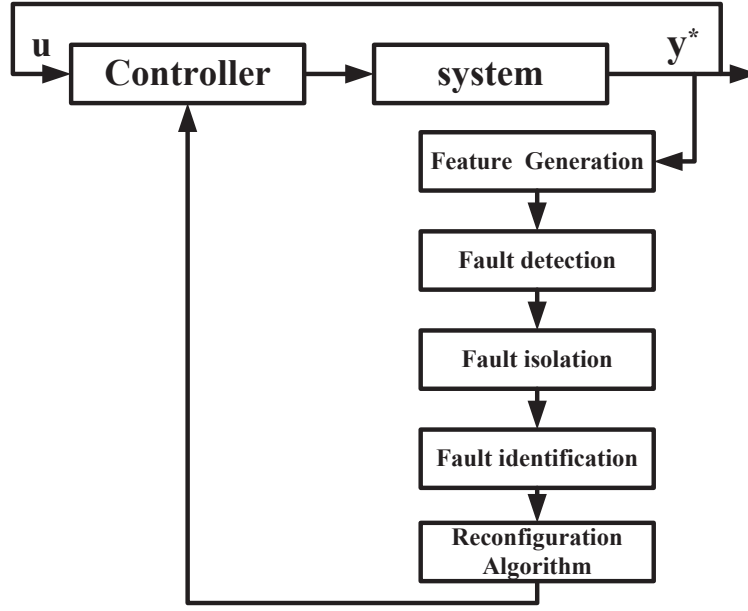 u
y*
Controller
system
Feature Generation
Fault detection
Fault isolation
Fault identification
Reconfiguration
Algorithm